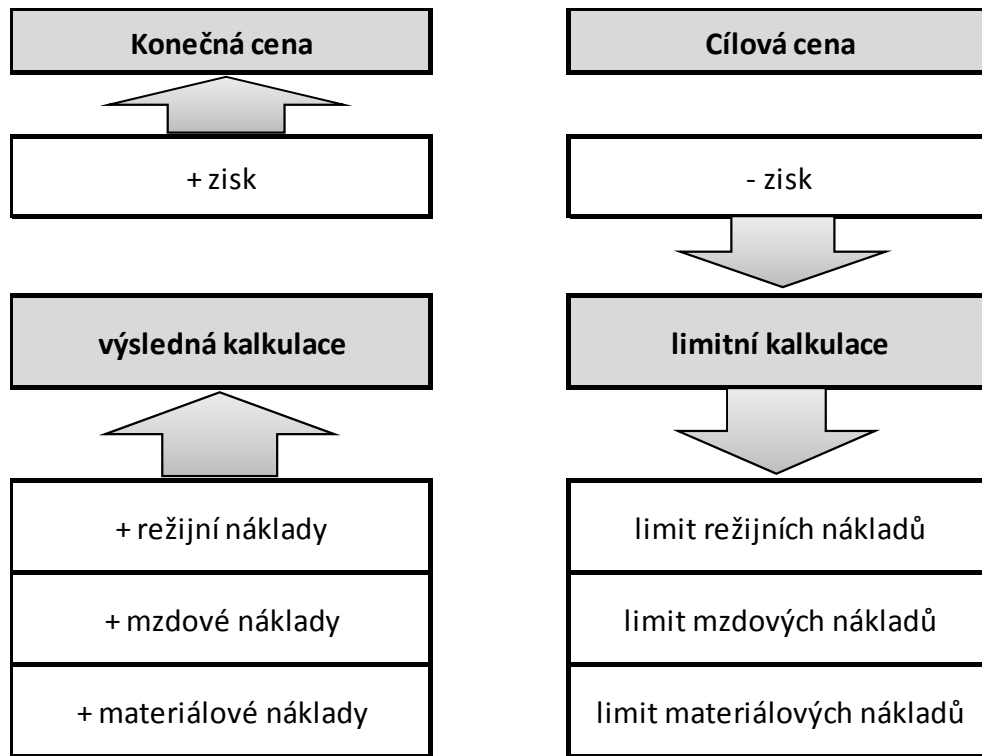 Konečná cena
+ zisk
výsledná kalkulace
+ režijní náklady
+ mzdové náklady
+ materiálové náklady
Cílová cena
- zisk
limitní kalkulace
limit režijních nákladů
limit mzdových nákladů
limit materiálových nákladů